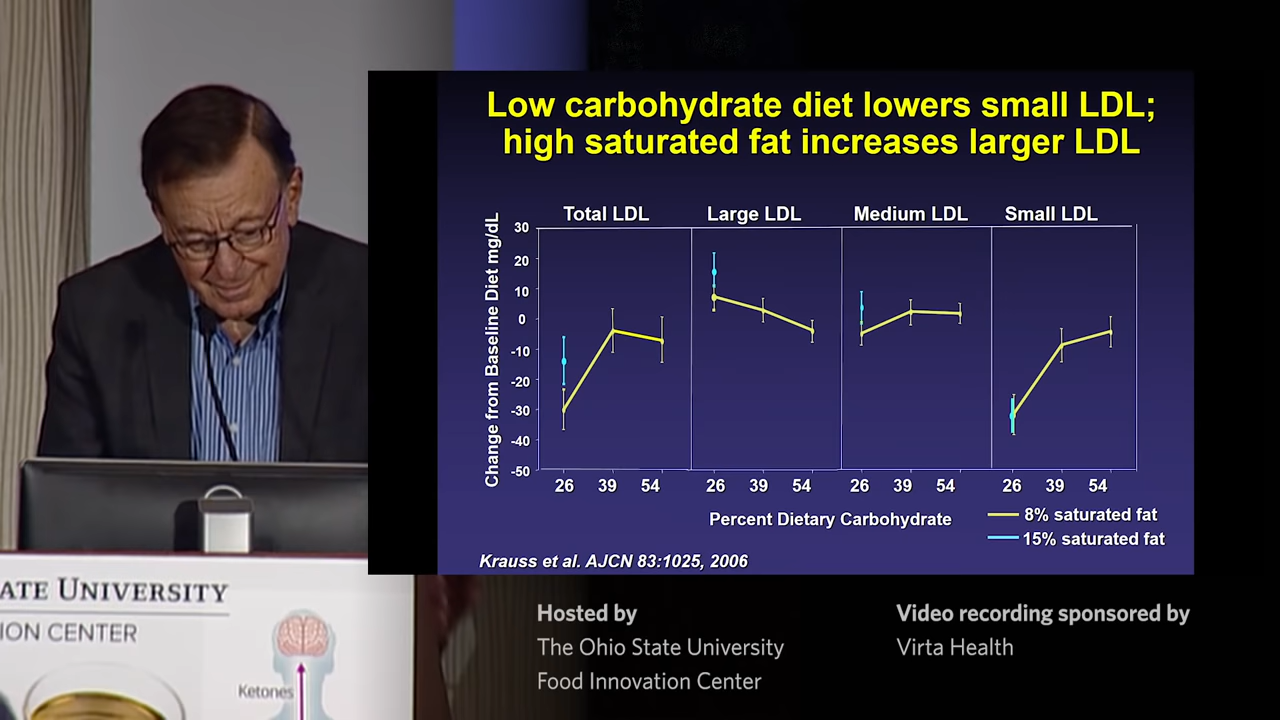 Low carbohydrate diet lowers small LDL;
high saturated fat increases larger LDL
Total LDL
Large LDL
Medium LDL
Small LDL
Change from Baseline Diet mg/dL
30
20
10
0
-10
-20
-30
-40
-50
26 39 54
26 39 54
26 39 54
26 39 54
Percent Dietary Carbohydrate
8% saturated fat
15% saturated fat
Krauss et al. AJCN 83:1025, 2006
ATE UNIVERSITY
ION CENTER
Ketones
Hosted by
The Ohio State University
Food Innovation Center
Video recording sponsored by
Virta Health